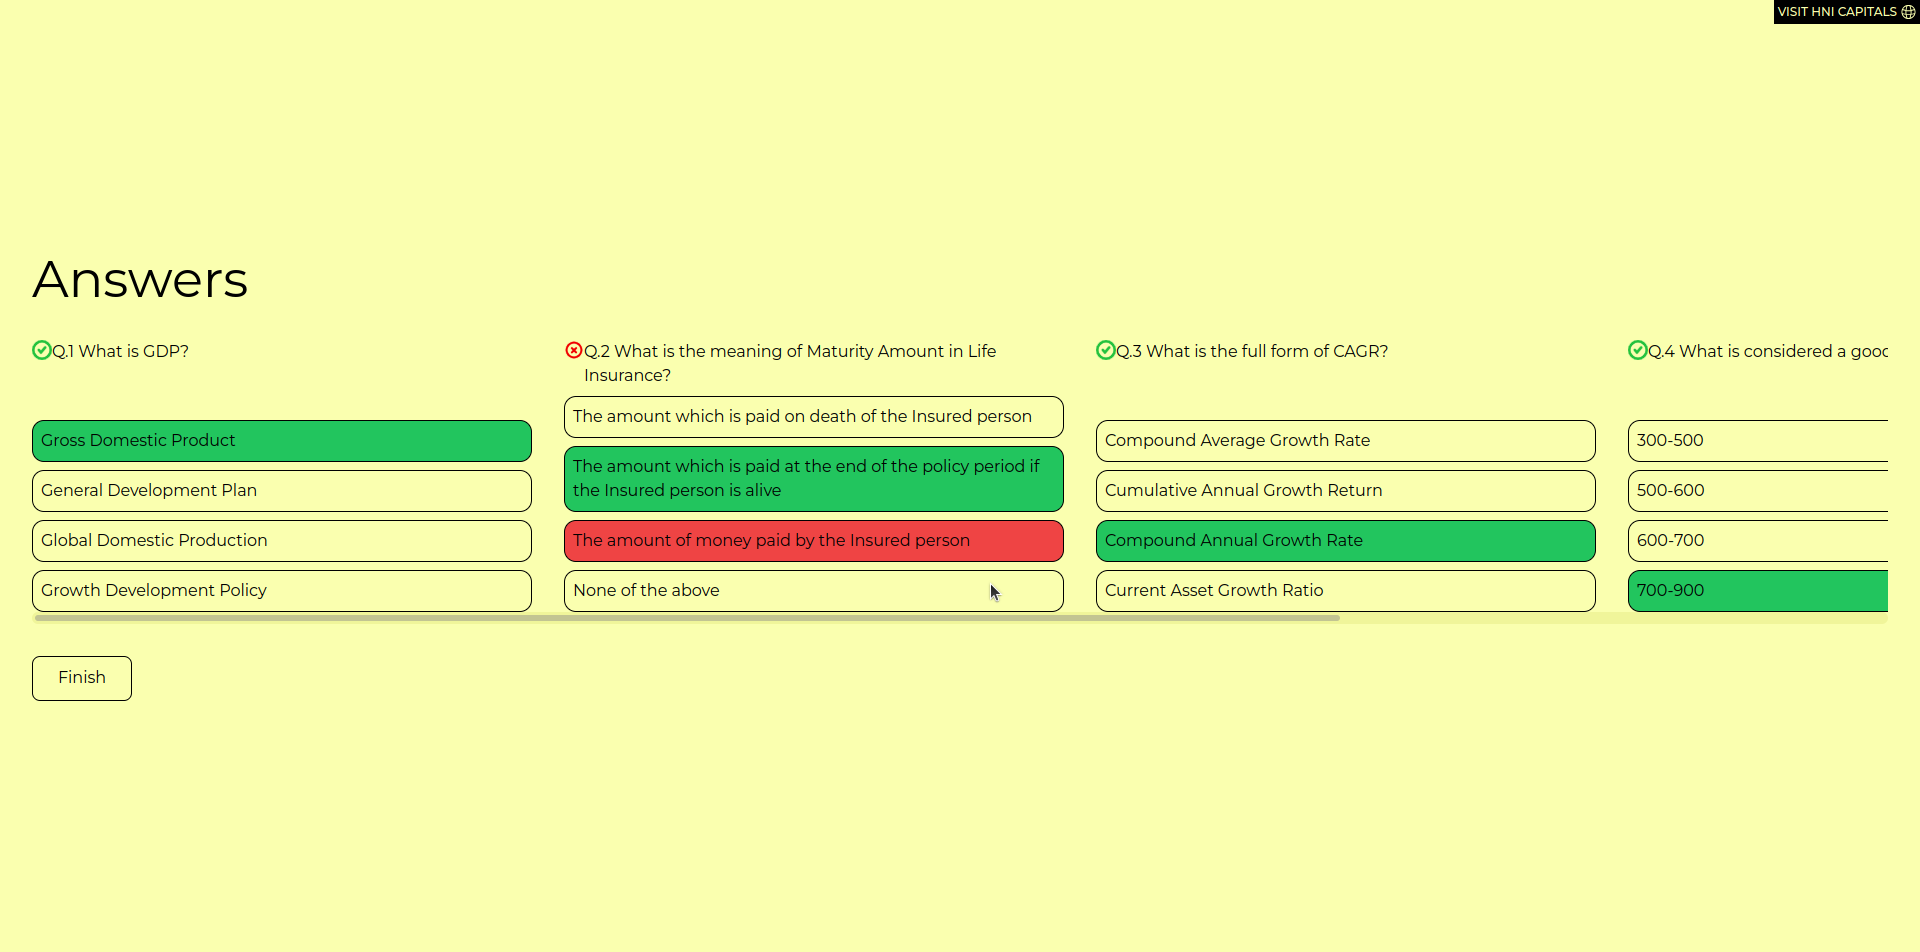 VISIT HNI CAPITALS
Answers
Q.1 What is GDP?
Gross Domestic Product
General Development Plan
Global Domestic Production
Growth Development Policy
Q.2 What is the meaning of Maturity Amount in Life
Insurance?
The amount which is paid on death of the Insured person
The amount which is paid at the end of the policy period if
the Insured person is alive
The amount of money paid by the Insured person
None of the above
Q.3 What is the full form of CAGR?
Compound Average Growth Rate
Cumulative Annual Growth Return
Compound Annual Growth Rate
Current Asset Growth Ratio
Q.4 What is considered a good
300-500
500-600
600-700
700-900
Finish